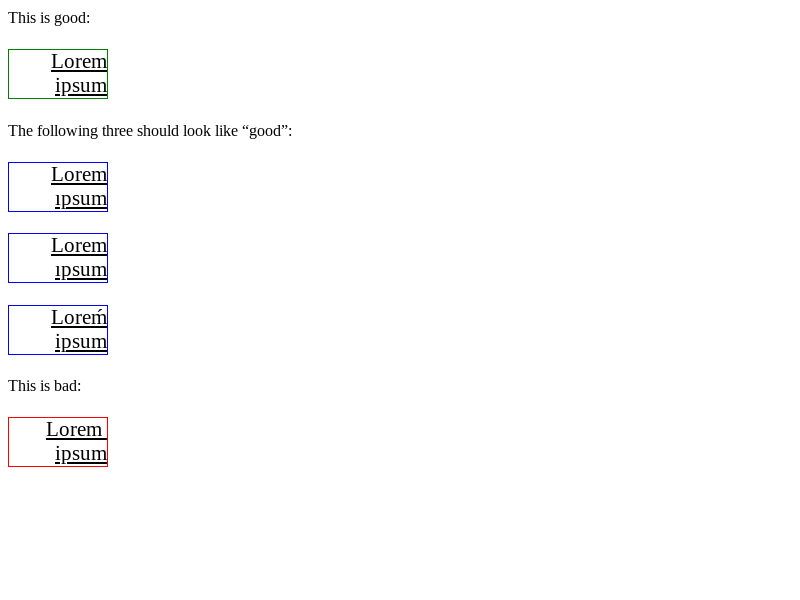 This is good:
Lorem
ipsum
The following three should look like “good”:
Lorem
ıpsum
Lorem
ıpsum
Loreḿ
ipsum
This is bad:
Lorem
ipsum